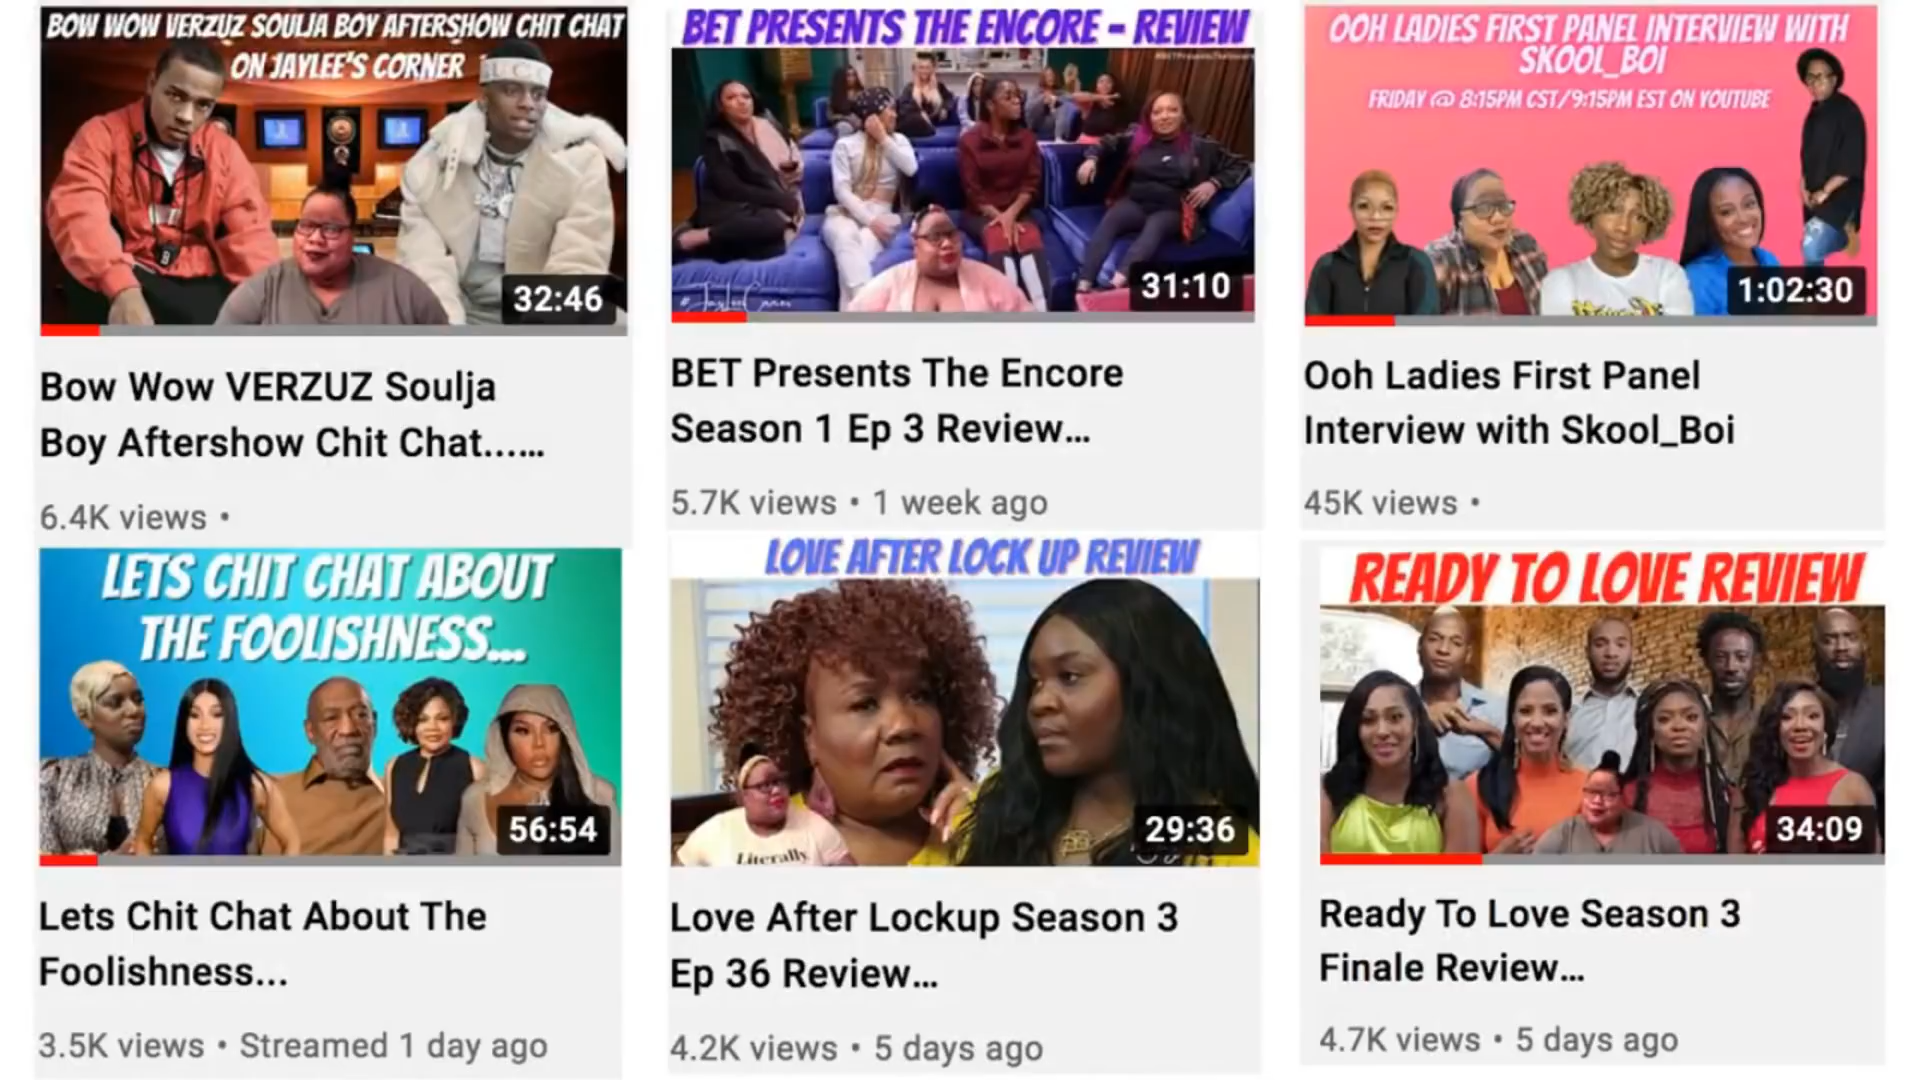 BOW WOW VERZUZ SOULJA BOY AFTERSHOW CHIT CHAT
ON JAYLEE'S CORNER
32:46
Bow Wow VERZUZ Soulja
Boy Aftershow Chit Chat......
6.4K views •
BET PRESENTS THE ENCORE - REVIEW
31:10
BET Presents The Encore
Season 1 Ep 3 Review...
5.7K views • 1 week ago
OOH LADIES FIRST PANEL INTERVIEW WITH
SKOOL_BOI
FRIDAY @ 8:15PM CST/9:15PM EST ON YOUTUBE
1:02:30
Ooh Ladies First Panel
Interview with Skool_Boi
45K views •
LETS CHIT CHAT ABOUT
THE FOOLISHNESS...
56:54
Lets Chit Chat About The
Foolishness...
3.5K views • Streamed 1 day ago
LOVE AFTER LOCK UP REVIEW
Literally
29:36
Love After Lockup Season 3
Ep 36 Review...
4.2K views • 5 days ago
READY TO LOVE REVIEW
34:09
Ready To Love Season 3
Finale Review...
4.7K views • 5 days ago